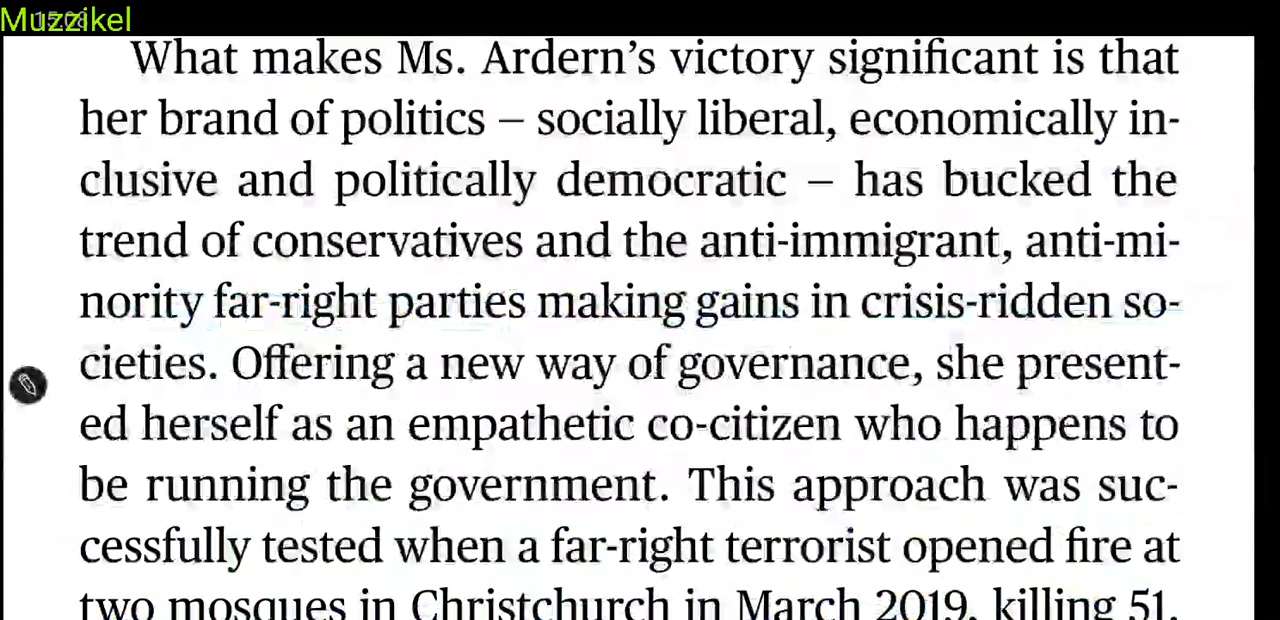 Muzzikel
15:08
What makes Ms. Ardern’s victory significant is that
her brand of politics – socially liberal, economically in-
clusive and politically democratic – has bucked the
trend of conservatives and the anti-immigrant, anti-mi-
nority far-right parties making gains in crisis-ridden so-
cieties. Offering a new way of governance, she present-
ed herself as an empathetic co-citizen who happens to
be running the government. This approach was suc-
cessfully tested when a far-right terrorist opened fire at
two mosques in Christchurch in March 2019, killing 51.